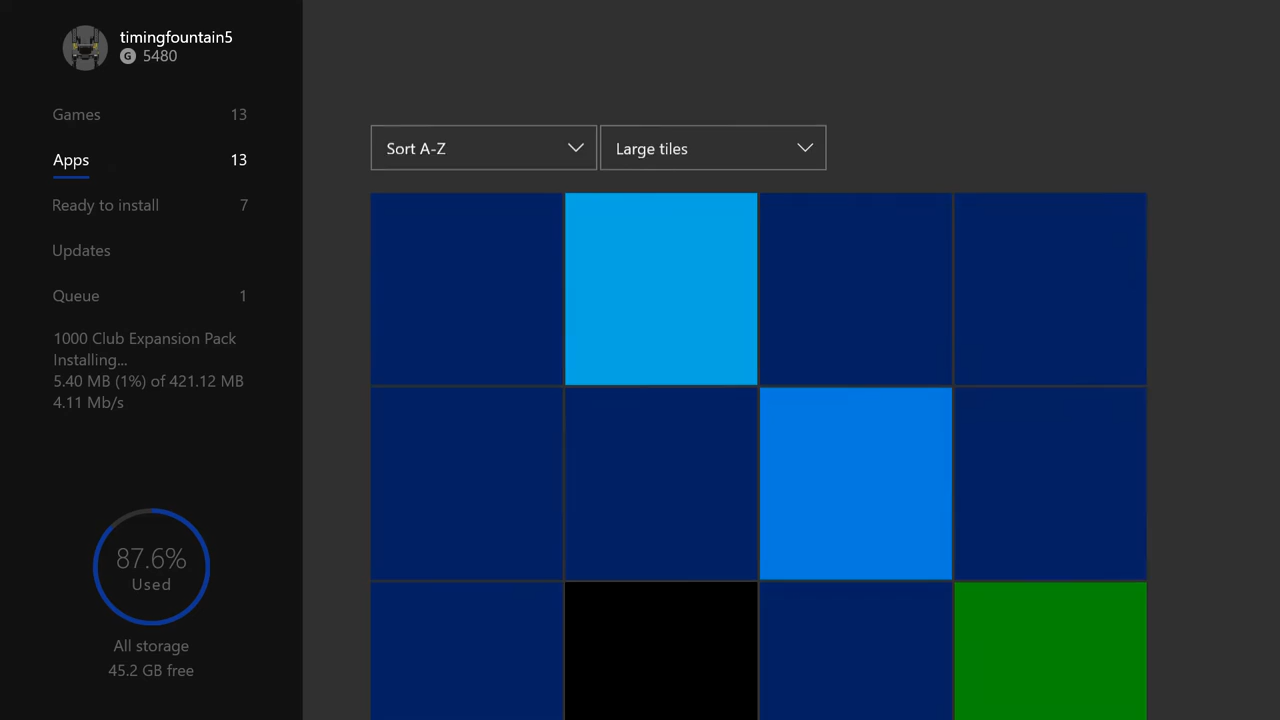 timingfountain5
G 5480
Games 13
Apps 13
Ready to install 7
Updates
Queue 1
1000 Club Expansion Pack
Installing...
5.40 MB (1%) of 421.12 MB
4.11 Mb/s
87.6%
Used
All storage
45.2 GB free
Sort A-Z
Large tiles